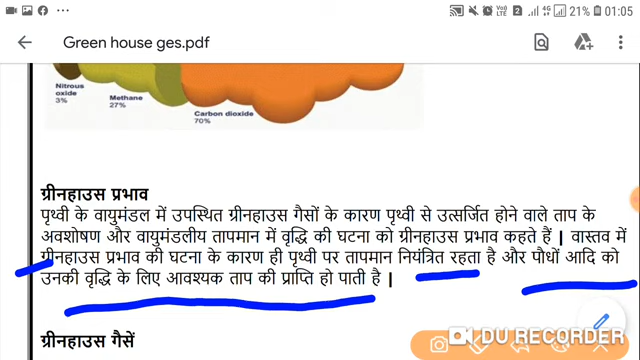 21% 01:05
Green house ges.pdf
Nitrous
oxide
3%
Methane
27%
Carbon dioxide
70%
ग्रीनहाउस प्रभाव
पृथ्वी के वायुमंडल में उपस्थित ग्रीनहाउस गैसों के कारण पृथ्वी से उत्सर्जित होने वाले ताप के
अवशोषण और वायुमंडलीय तापमान में वृद्धि की घटना को ग्रीनहाउस प्रभाव कहते हैं | वास्तव में
ग्रीनहाउस प्रभाव की घटना के कारण ही पृथ्वी पर तापमान नियंत्रित रहता है और पौधों आदि को
उनकी वृद्धि के लिए आवश्यक ताप की प्राप्ति हो पाती है |
ग्रीनहाउस गैसें
DU RECORDER